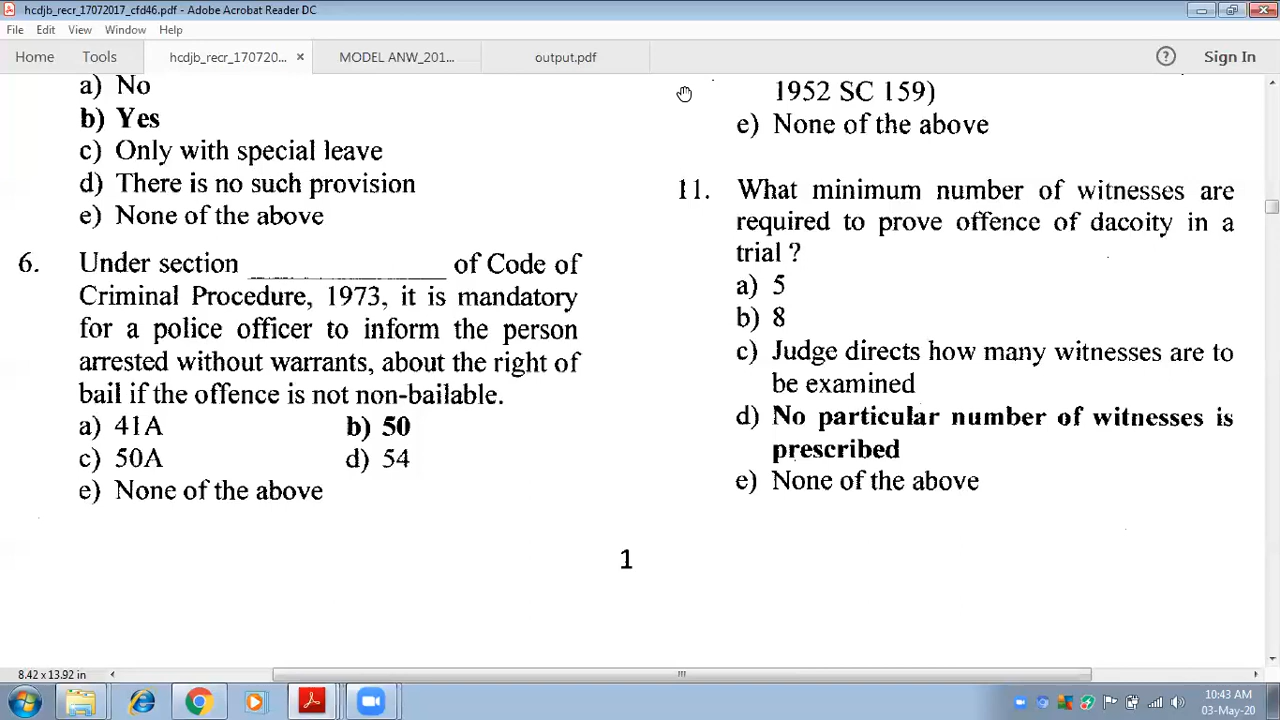 hcdjb_recr_17072017_cfd46.pdf - Adobe Acrobat Reader DC
File Edit View Window Help
Home Tools hcdjb_recr_170720... × MODEL ANW_201... output.pdf ? Sign In
a) No
b) Yes
c) Only with special leave
d) There is no such provision
e) None of the above
6. Under section ____________ of Code of
Criminal Procedure, 1973, it is mandatory
for a police officer to inform the person
arrested without warrants, about the right of
bail if the offence is not non-bailable.
a) 41A b) 50
c) 50A d) 54
e) None of the above
1952 SC 159)
e) None of the above
11. What minimum number of witnesses are
required to prove offence of dacoity in a
trial ?
a) 5
b) 8
c) Judge directs how many witnesses are to
be examined
d) No particular number of witnesses is
prescribed
e) None of the above
1
8.42 x 13.92 in
10:43 AM
03-May-20